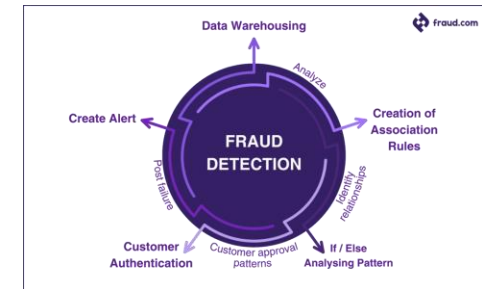 fraud.com
Data Warehousing
Analyze
Creation of
Association
Rules
Identify
relationships
If / Else
Analysing Pattern
Customer approval
patterns
Customer
Authentication
Post failure
Create Alert
FRAUD
DETECTION